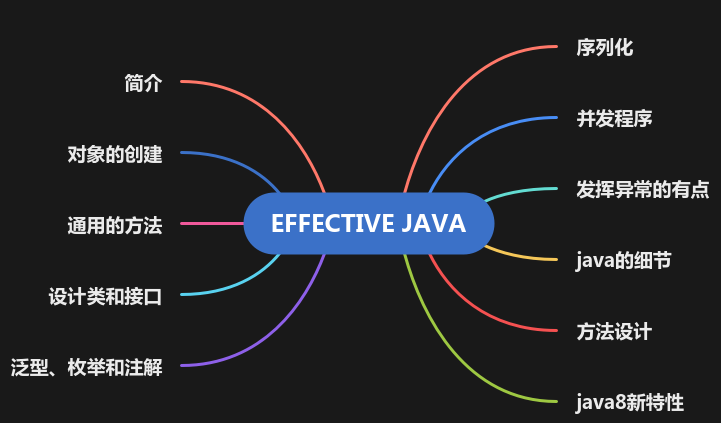 EFFECTIVE JAVA
简介
对象的创建
通用的方法
设计类和接口
泛型、枚举和注解
序列化
并发程序
发挥异常的有点
java的细节
方法设计
java8新特性